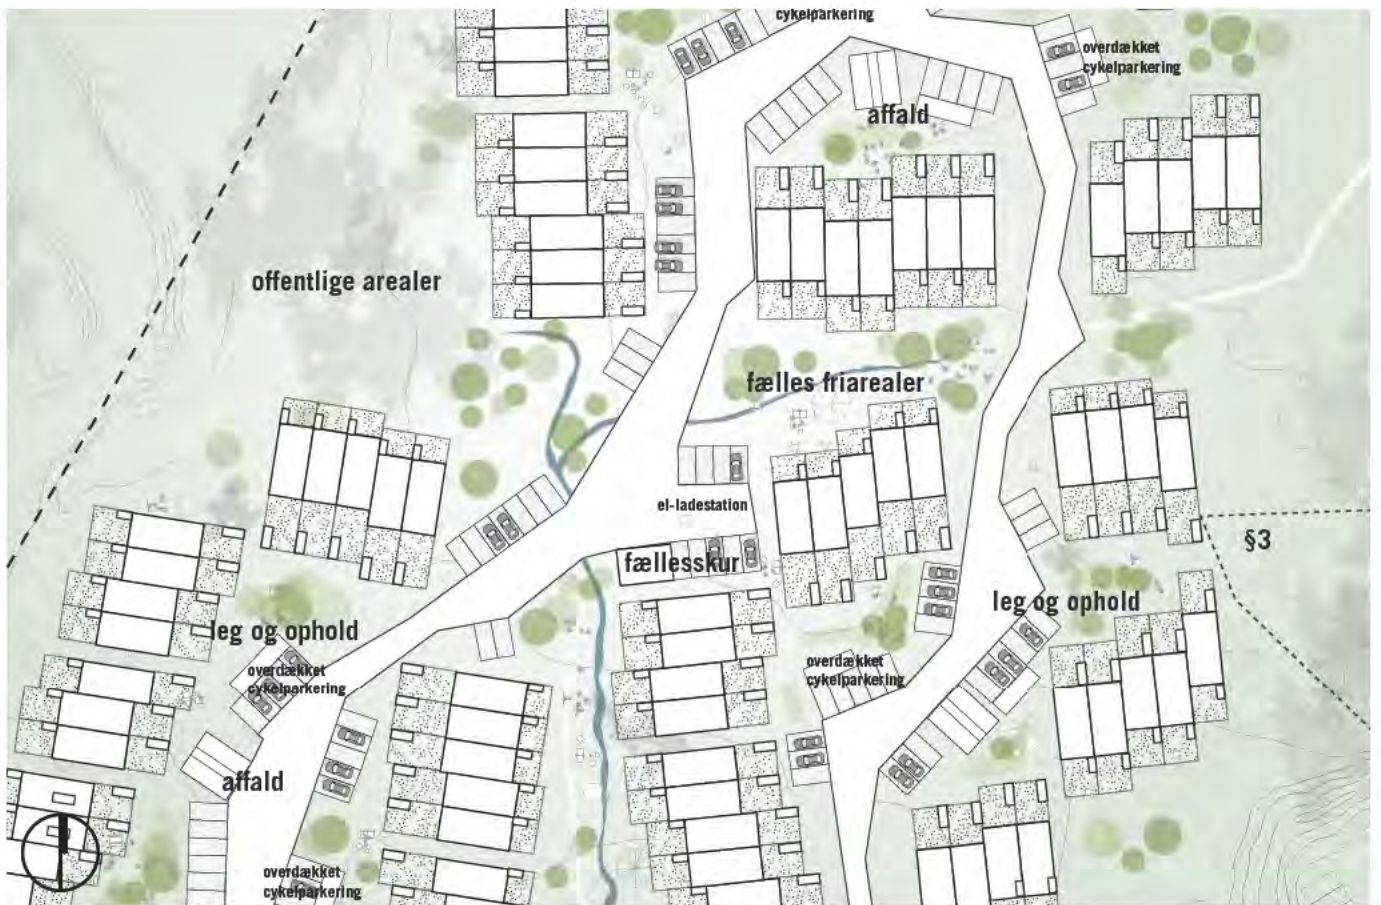 cykelparkering
overdækket
cykelparkering
affald
offentlige arealer
fælles friarealer
el-ladestation
§3
fællesskur
leg og ophold
leg og ophold
overdækket
cykelparkering
overdækket
cykelparkering
affald
overdækket
cykelparkering